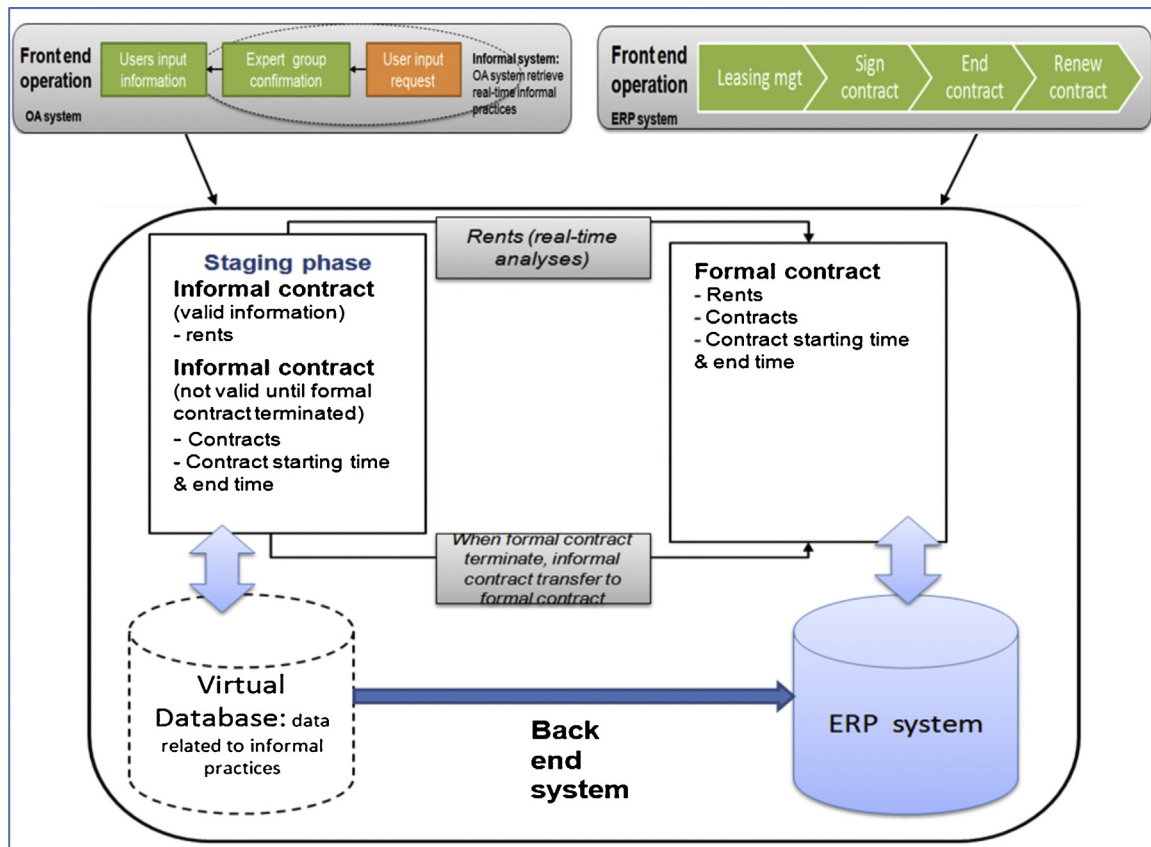 Front end
operation
OA system
Users input
information
Expert group
confirmation
User input
request
Informal system:
OA system retrieve
real-time informal
practices
Front end
operation
ERP system
Leasing mgt
Sign
contract
End
contract
Renew
contract
Staging phase
Informal contract
(valid information)
- rents
Informal contract
(not valid until formal
contract terminated)
- Contracts
- Contract starting time
& end time
Rents (real-time
analyses)
Formal contract
- Rents
- Contracts
- Contract starting time
& end time
When formal contract
terminate, informal
contract transfer to
formal contract
Virtual
Database: data
related to informal
practices
Back
end
system
ERP system